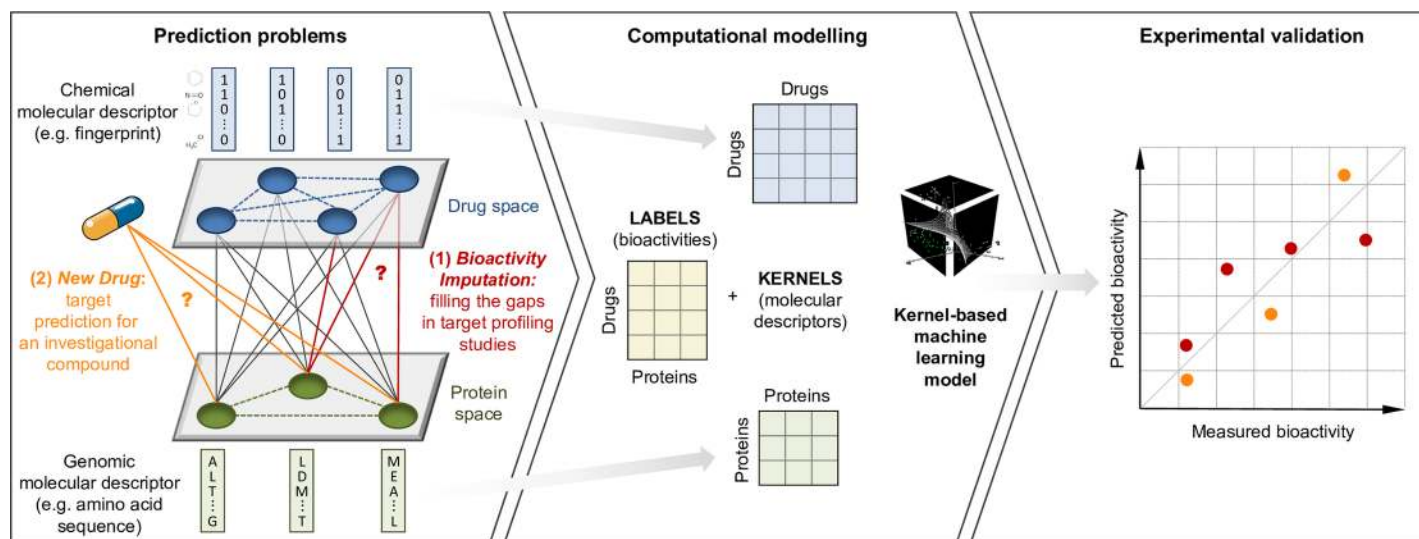 Prediction problems
Chemical
molecular descriptor
(e.g. fingerprint)
N=O
H₃C
Cl
1
1
0
⋮
0
1
0
1
⋮
0
0
0
1
⋮
1
0
1
1
⋮
1
Drug space
(2) New Drug:
target
prediction for
an investigational
compound
?
?
(1) Bioactivity
Imputation:
filling the gaps
in target profiling
studies
Protein
space
Genomic
molecular descriptor
(e.g. amino acid
sequence)
A
L
T
⋮
G
L
D
M
⋮
T
M
E
A
⋮
L
Computational modelling
Drugs
Drugs
LABELS
(bioactivities)
Drugs
Proteins
+
KERNELS
(molecular
descriptors)
Proteins
Proteins
Kernel-based
machine
learning
model
Experimental validation
Predicted bioactivity
Measured bioactivity